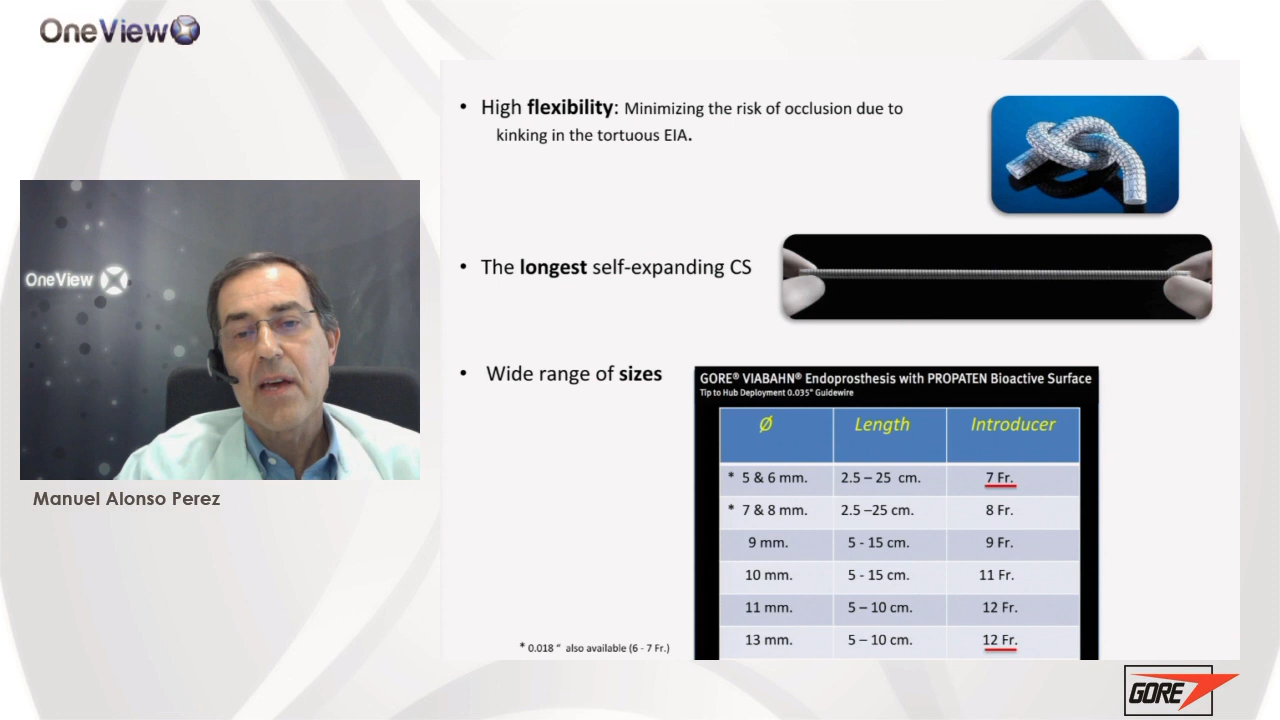 OneView
OneView
Manuel Alonso Perez
• High flexibility: Minimizing the risk of occlusion due to
kinking in the tortuous EIA.
• The longest self-expanding CS
• Wide range of sizes
GORE® VIABAHN® Endoprosthesis with PROPATEN Bioactive Surface
Tip to Hub Deployment 0.035" Guidewire
Ø Length Introducer
* 5 & 6 mm. 2.5 – 25 cm. 7 Fr.
* 7 & 8 mm. 2.5 –25 cm. 8 Fr.
9 mm. 5 - 15 cm. 9 Fr.
10 mm. 5 - 15 cm. 11 Fr.
11 mm. 5 – 10 cm. 12 Fr.
13 mm. 5 – 10 cm. 12 Fr.
* 0.018 " also available (6 - 7 Fr.)
GORE